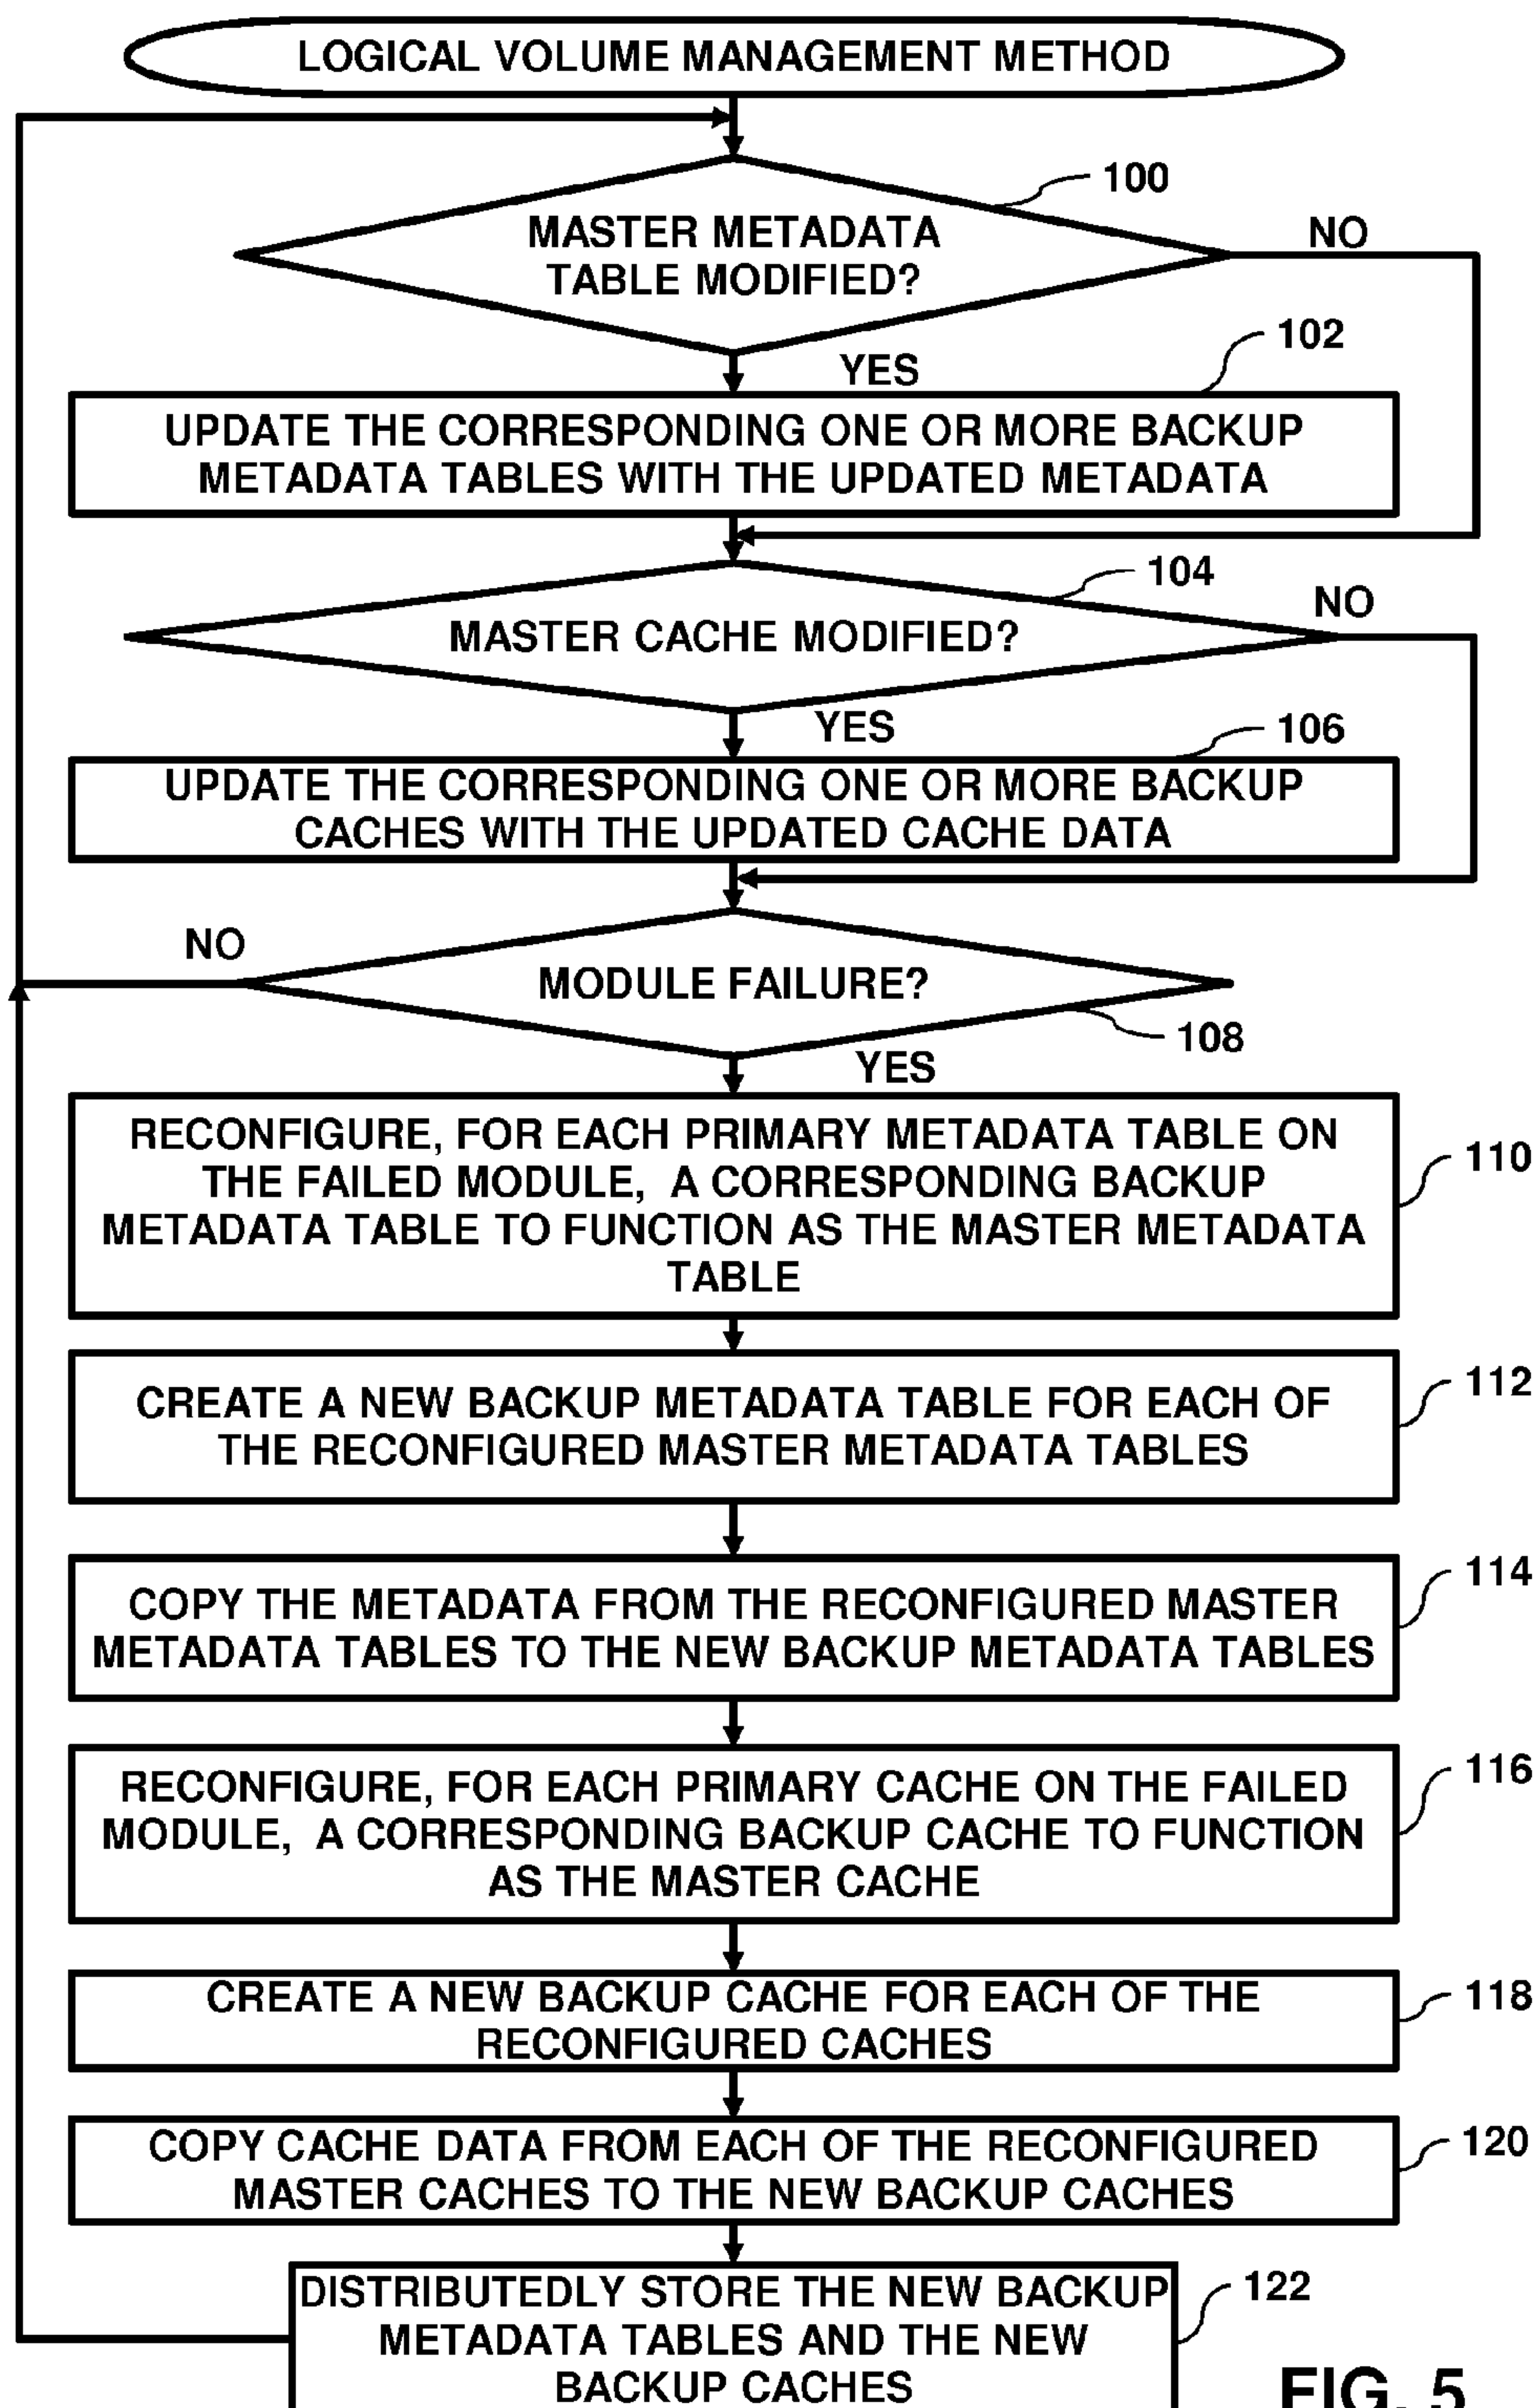 LOGICAL VOLUME MANAGEMENT METHOD
100
MASTER METADATA
TABLE MODIFIED?
NO
102
YES
UPDATE THE CORRESPONDING ONE OR MORE BACKUP
METADATA TABLES WITH THE UPDATED METADATA
104
NO
MASTER CACHE MODIFIED?
YES
106
UPDATE THE CORRESPONDING ONE OR MORE BACKUP
CACHES WITH THE UPDATED CACHE DATA
NO
MODULE FAILURE?
108
YES
RECONFIGURE, FOR EACH PRIMARY METADATA TABLE ON
THE FAILED MODULE, A CORRESPONDING BACKUP
METADATA TABLE TO FUNCTION AS THE MASTER METADATA
TABLE
110
CREATE A NEW BACKUP METADATA TABLE FOR EACH OF
THE RECONFIGURED MASTER METADATA TABLES
112
COPY THE METADATA FROM THE RECONFIGURED MASTER
METADATA TABLES TO THE NEW BACKUP METADATA TABLES
114
RECONFIGURE, FOR EACH PRIMARY CACHE ON THE FAILED
MODULE, A CORRESPONDING BACKUP CACHE TO FUNCTION
AS THE MASTER CACHE
116
CREATE A NEW BACKUP CACHE FOR EACH OF THE
RECONFIGURED CACHES
118
COPY CACHE DATA FROM EACH OF THE RECONFIGURED
MASTER CACHES TO THE NEW BACKUP CACHES
120
DISTRIBUTEDLY STORE THE NEW BACKUP
METADATA TABLES AND THE NEW
BACKUP CACHES
122
FIG. 5